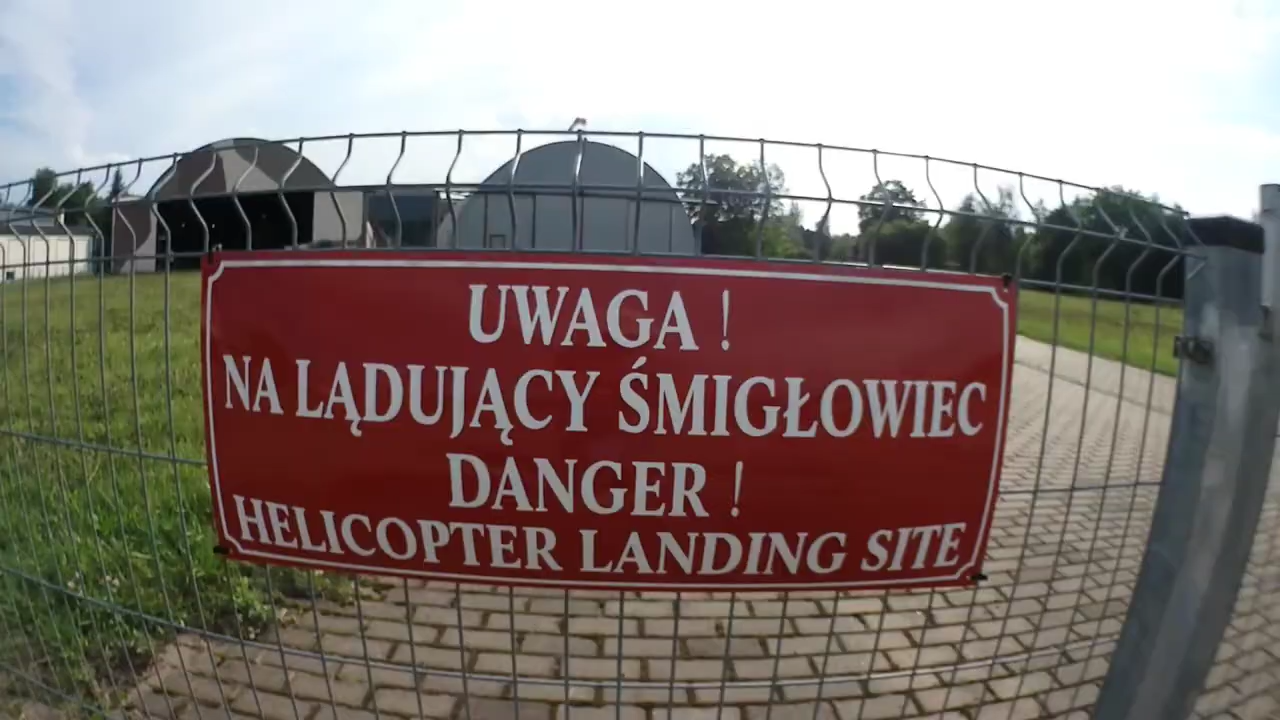 UWAGA !
NA LĄDUJĄCY ŚMIGŁOWIEC
DANGER !
HELICOPTER LANDING SITE